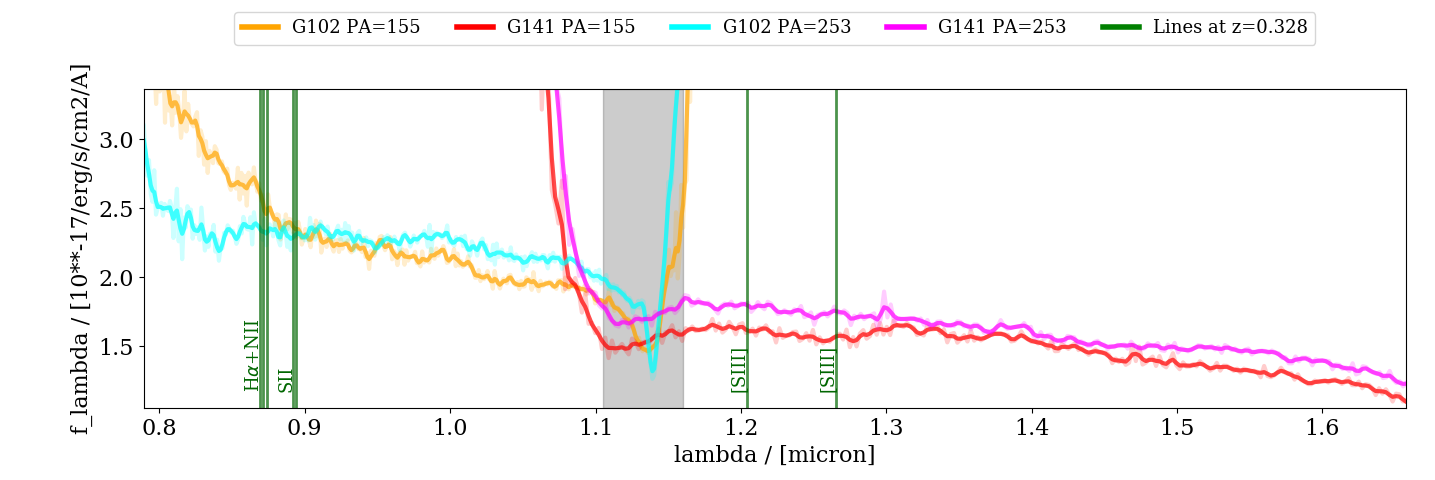 G102 PA=155 G141 PA=155 G102 PA=253 G141 PA=253 Lines at z=0.328
f_lambda / [10**-17/erg/s/cm2/A]
3.0
2.5
2.0
1.5
Hα+NII
SII
[SIII]
[SIII]
0.8 0.9 1.0 1.1 1.2 1.3 1.4 1.5 1.6
lambda / [micron]